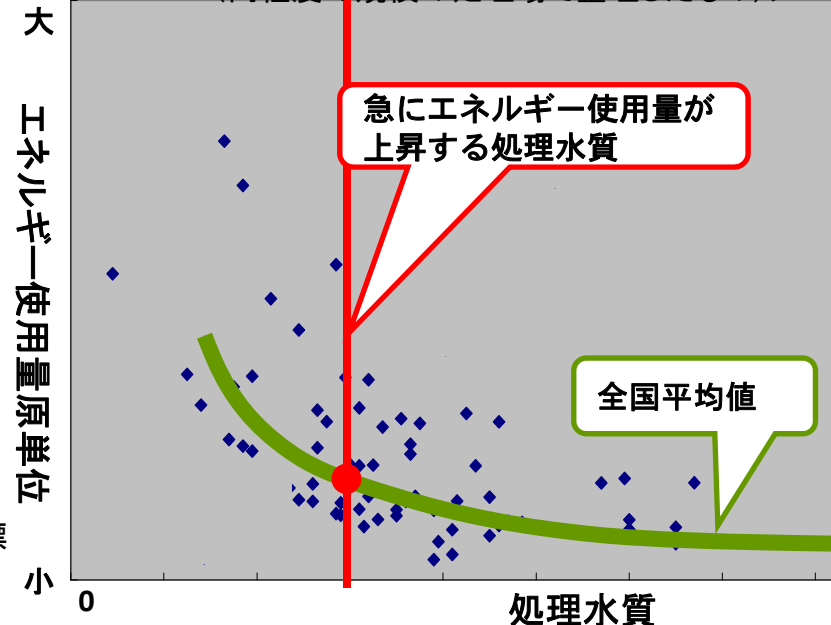 大
急にエネルギー使用量が
上昇する処理水質
エネルギー使用量原単位
全国平均値
小
0
処理水質